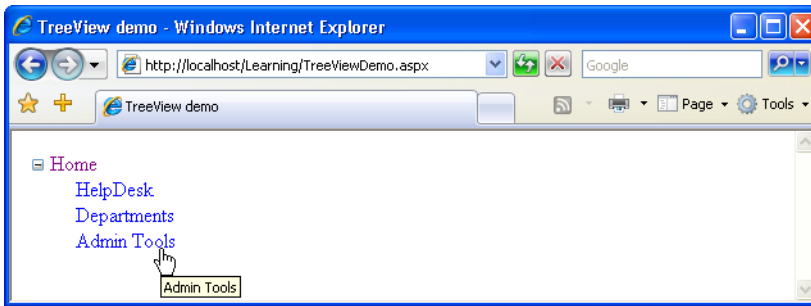 TreeView demo - Windows Internet Explorer
http://localhost/Learning/TreeViewDemo.aspx
Google
TreeView demo
Page
Tools
Home
HelpDesk
Departments
Admin Tools
Admin Tools